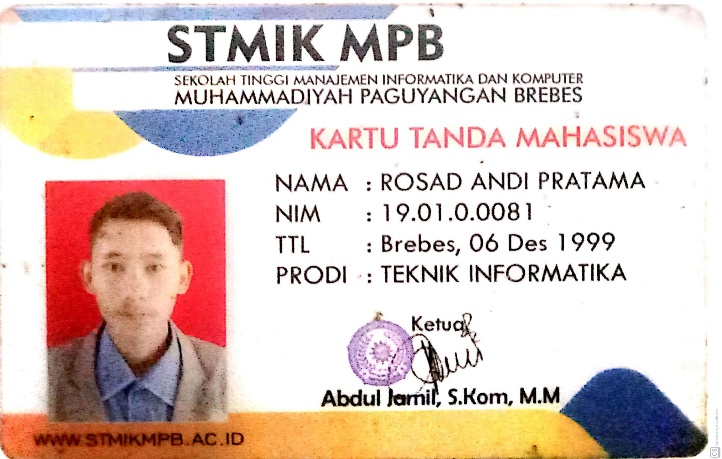 STMIK MPB
SEKOLAH TINGGI MANAJEMEN INFORMATIKA DAN KOMPUTER
MUHAMMADIYAH PAGUYANGAN BREBES
KARTU TANDA MAHASISWA
NAMA : ROSAD ANDI PRATAMA
NIM : 19.01.0.0081
TTL : Brebes, 06 Des 1999
PRODI : TEKNIK INFORMATIKA
Ketua
Abdul Jamil, S.Kom, M.M
WWW.STMIKMPB.AC.ID